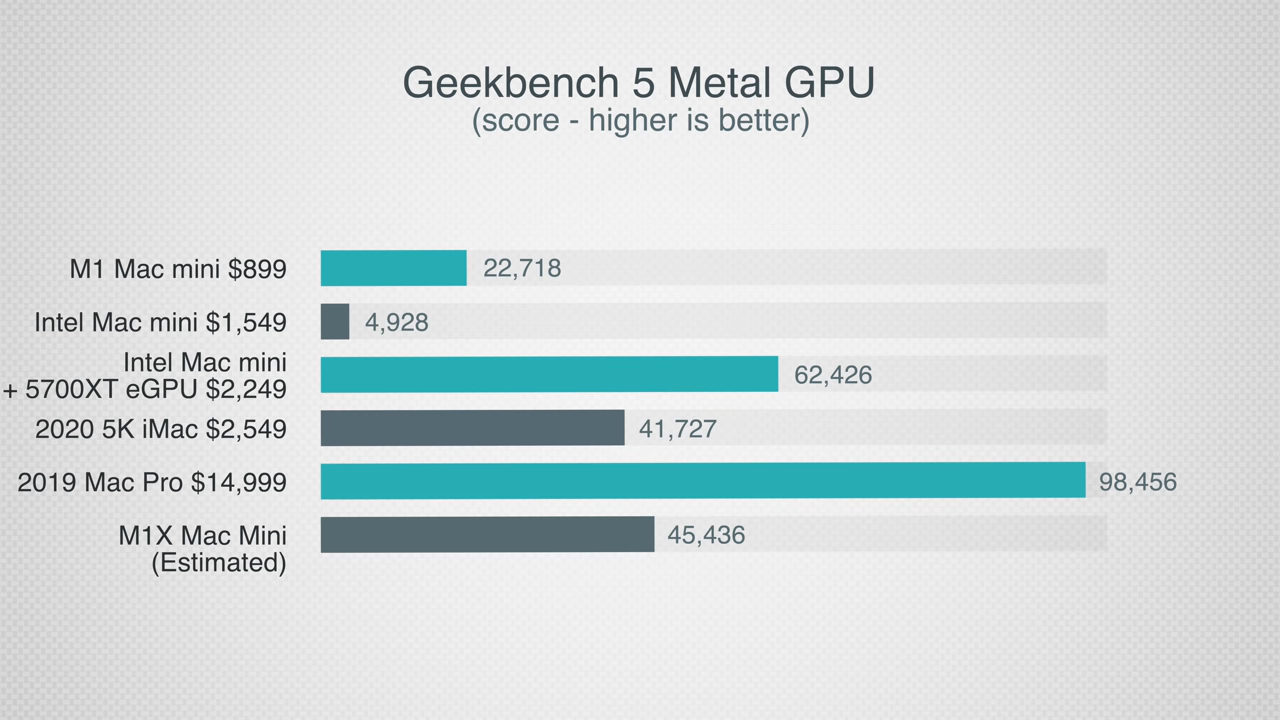 Geekbench 5 Metal GPU
(score - higher is better)
M1 Mac mini $899
22,718
Intel Mac mini $1,549
4,928
Intel Mac mini
+ 5700XT eGPU $2,249
62,426
2020 5K iMac $2,549
41,727
2019 Mac Pro $14,999
98,456
M1X Mac Mini
(Estimated)
45,436